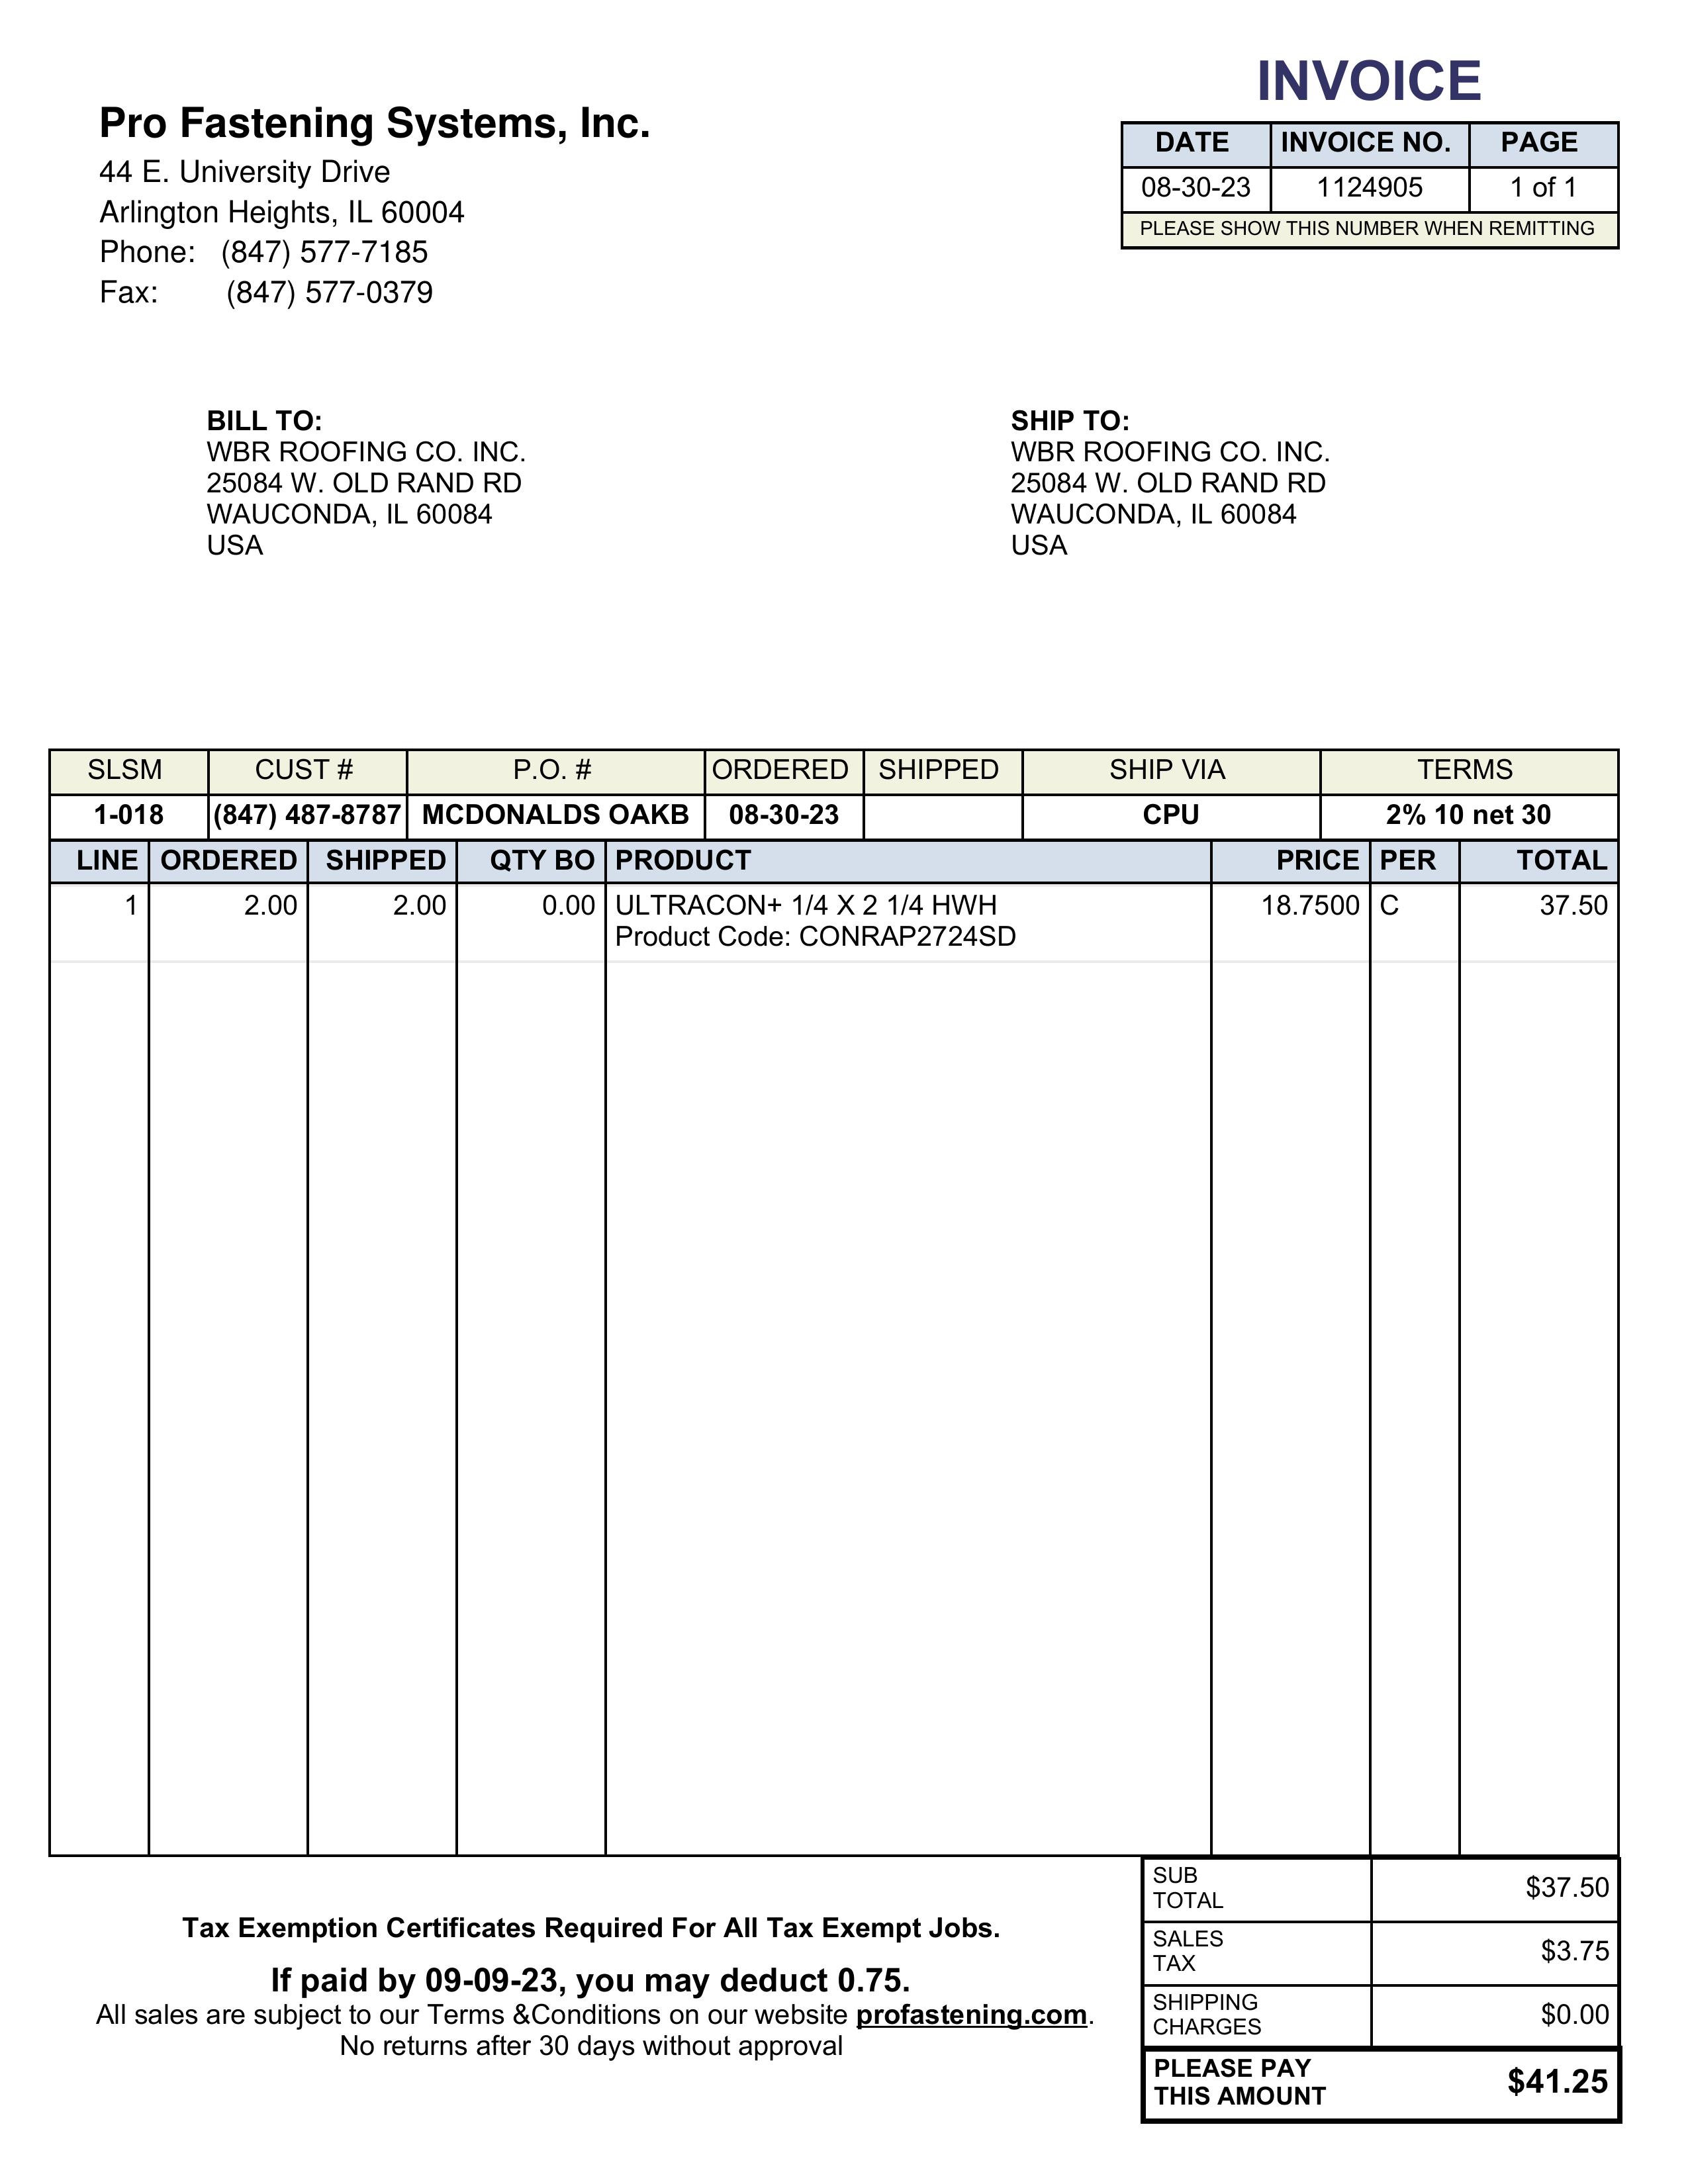 INVOICE
Pro Fastening Systems, Inc.
44 E. University Drive
Arlington Heights, IL 60004
Phone: (847) 577-7185
Fax: (847) 577-0379
DATE INVOICE NO. PAGE
08-30-23 1124905 1 of 1
PLEASE SHOW THIS NUMBER WHEN REMITTING
BILL TO:
WBR ROOFING CO. INC.
25084 W. OLD RAND RD
WAUCONDA, IL 60084
USA
SHIP TO:
WBR ROOFING CO. INC.
25084 W. OLD RAND RD
WAUCONDA, IL 60084
USA
SLSM CUST # P.O. # ORDERED SHIPPED SHIP VIA TERMS
1-018 (847) 487-8787 MCDONALDS OAKB 08-30-23 CPU 2% 10 net 30
LINE ORDERED SHIPPED QTY BO PRODUCT PRICE PER TOTAL
1 2.00 2.00 0.00 ULTRACON+ 1/4 X 2 1/4 HWH 18.7500 C 37.50
Product Code: CONRAP2724SD
Tax Exemption Certificates Required For All Tax Exempt Jobs.
If paid by 09-09-23, you may deduct 0.75.
All sales are subject to our Terms &Conditions on our website profastening.com.
No returns after 30 days without approval
SUB
TOTAL $37.50
SALES
TAX $3.75
SHIPPING
CHARGES $0.00
PLEASE PAY
THIS AMOUNT $41.25